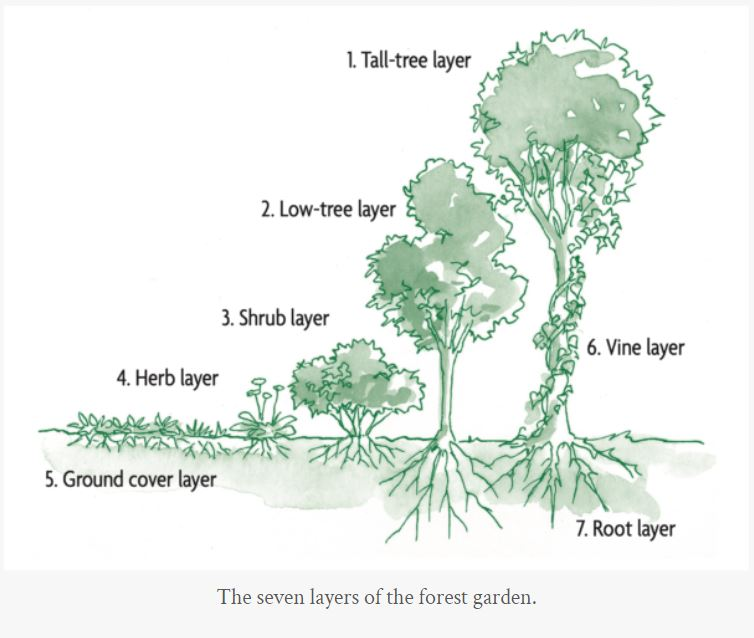 1. Tall-tree layer
2. Low-tree layer
3. Shrub layer
4. Herb layer
6. Vine layer
5. Ground cover layer
7. Root layer
The seven layers of the forest garden.